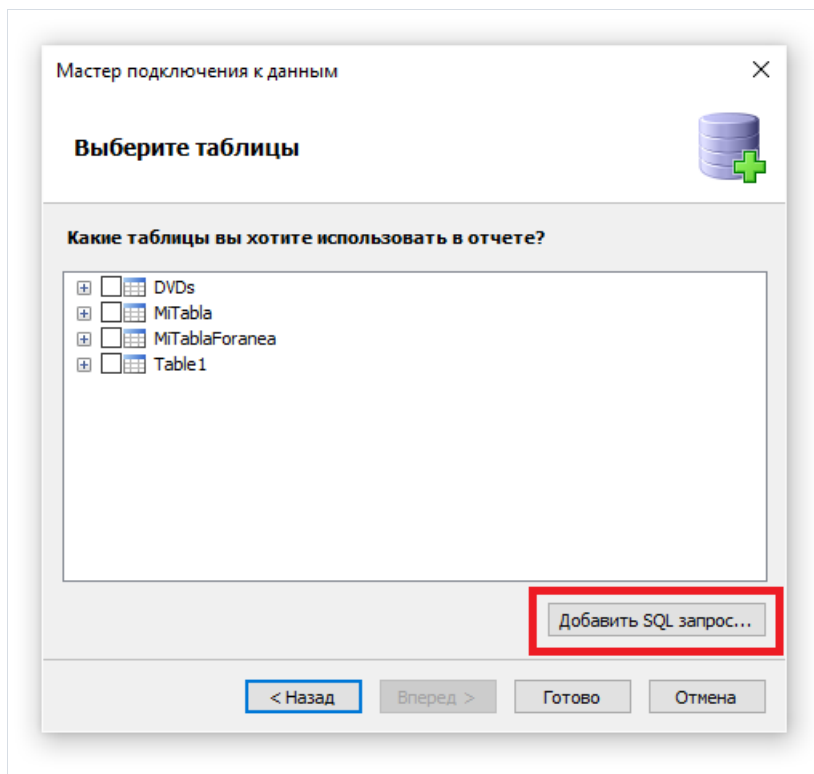 Мастер подключения к данным
Выберите таблицы
Какие таблицы вы хотите использовать в отчете?
DVDs
MiTabla
MiTablaForanea
Table1
Добавить SQL запрос...
< Назад
Вперед >
Готово
Отмена